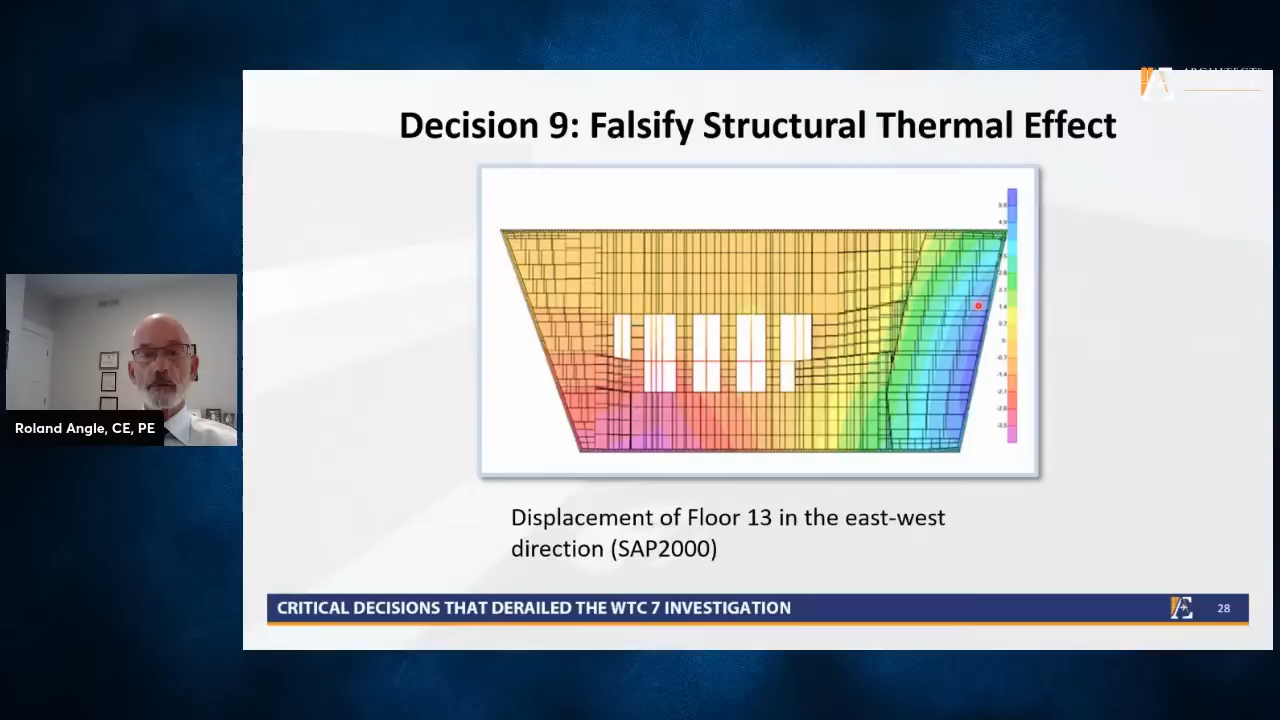 Decision 9: Falsify Structural Thermal Effect
Displacement of Floor 13 in the east-west
direction (SAP2000)
CRITICAL DECISIONS THAT DERAILED THE WTC 7 INVESTIGATION
28
Roland Angle, CE, PE